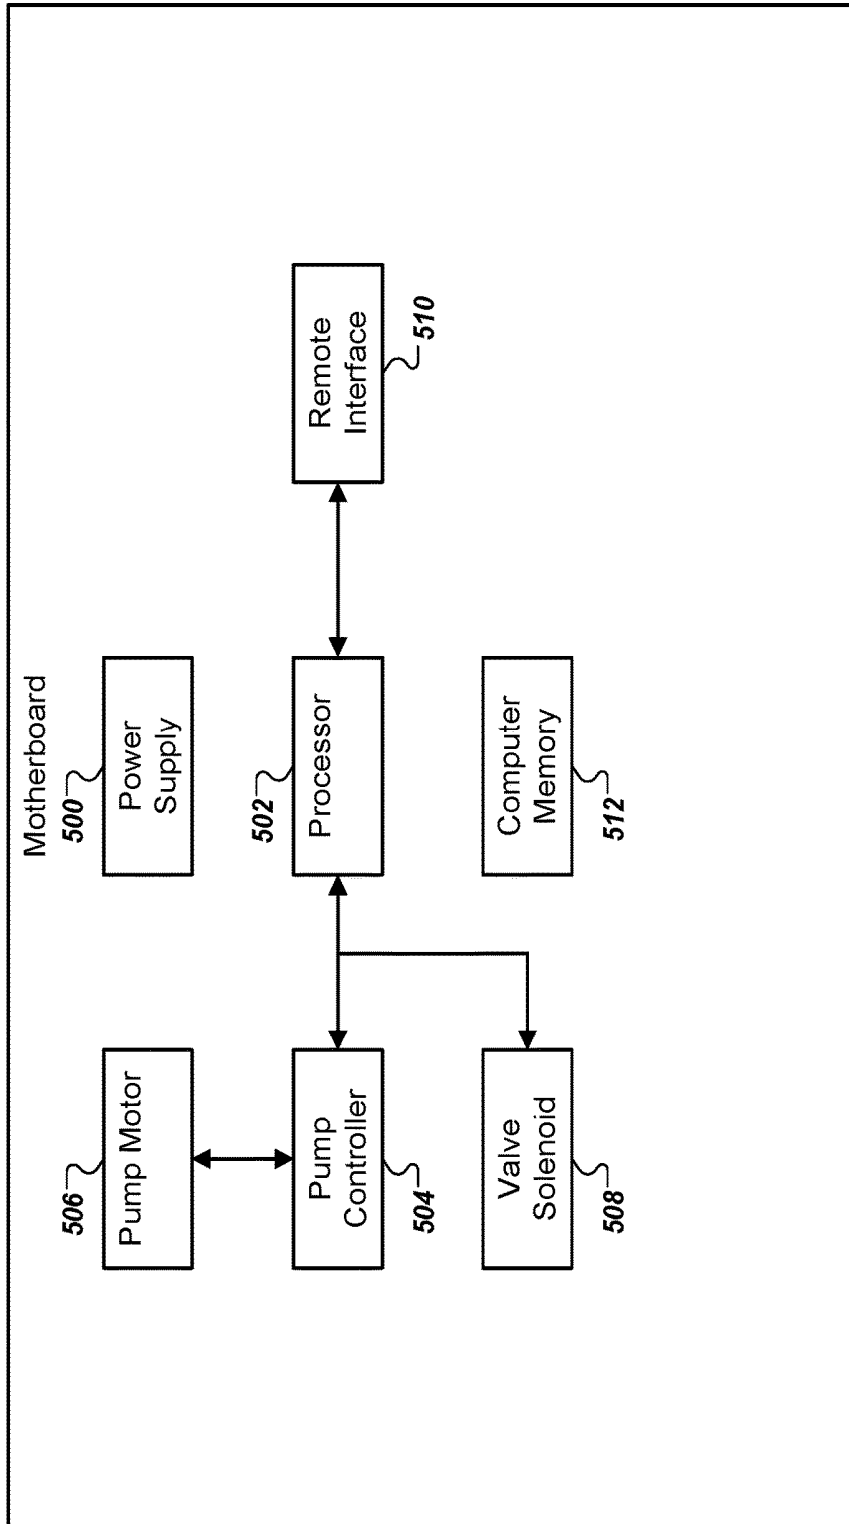 Motherboard
506
Pump Motor
500
Power
Supply
Pump
Controller
504
502
Processor
Remote
Interface
510
Valve
Solenoid
508
Computer
Memory
512